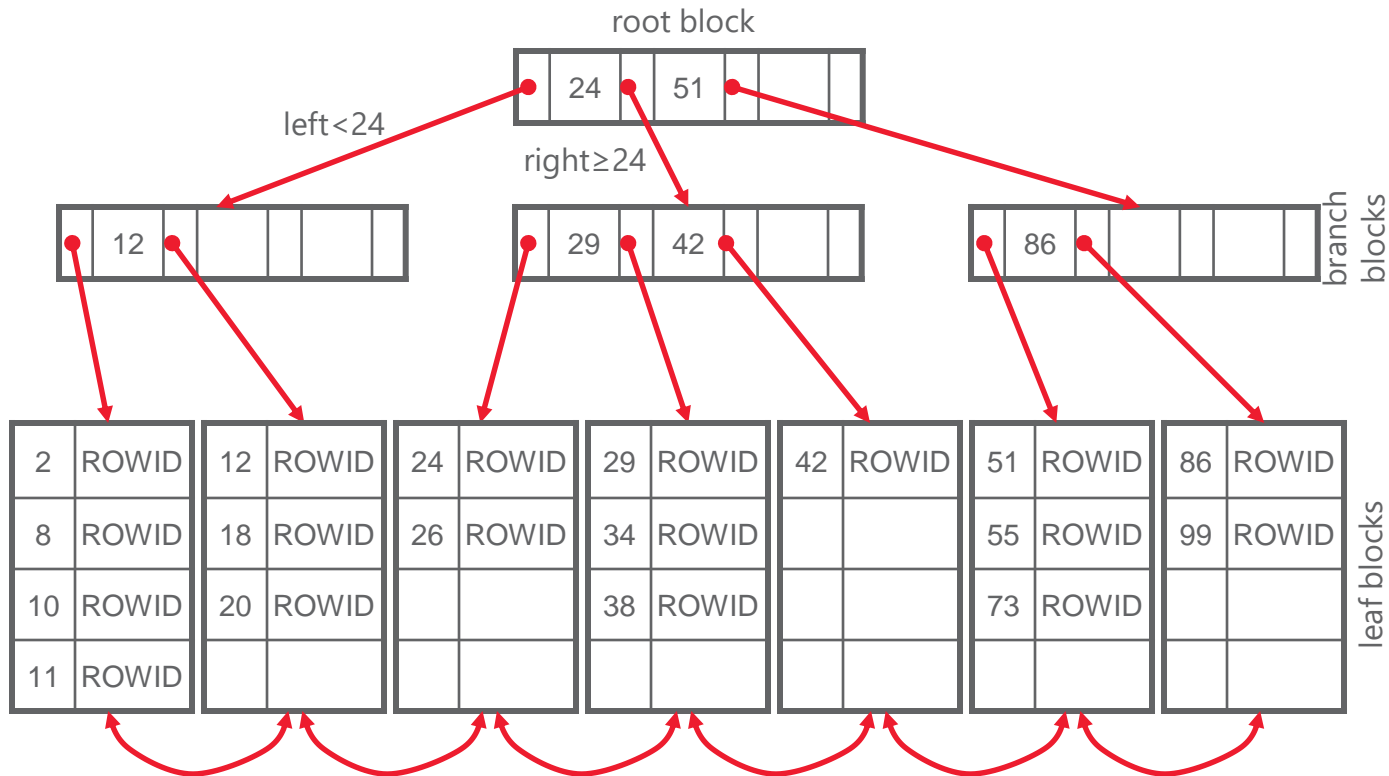 root block
24 51
left<24
right≥24
12
29 42
86
branch
blocks
2 ROWID 12 ROWID 24 ROWID 29 ROWID 42 ROWID 51 ROWID 86 ROWID
8 ROWID 18 ROWID 26 ROWID 34 ROWID 55 ROWID 99 ROWID
10 ROWID 20 ROWID 38 ROWID 73 ROWID
11 ROWID
leaf blocks